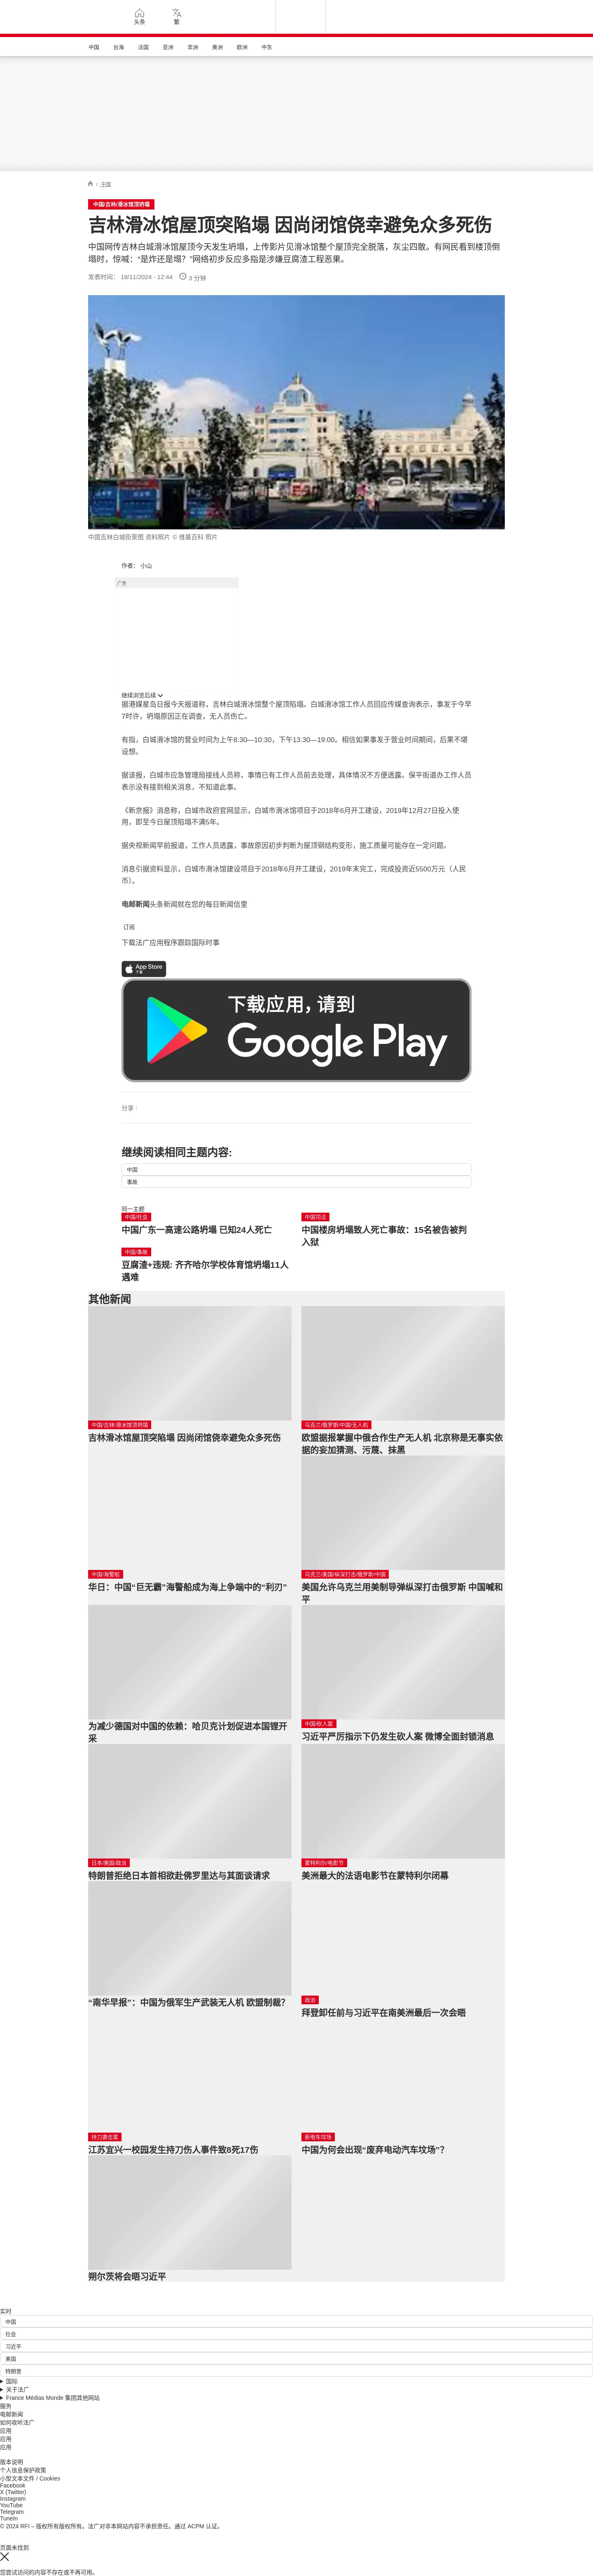 头条
繁
中国
台海
法国
亚洲
非洲
美洲
欧洲
中东
/ 中国
中国/吉林/滑冰馆顶坍塌
吉林滑冰馆屋顶突陷塌 因尚闭馆侥幸避免众多死伤
中国网传吉林白城滑冰馆屋顶今天发生坍塌，上传影片见滑冰馆整个屋顶完全脱落，灰尘四散。有网民看到楼顶倒
塌时，惊喊：“是炸还是塌？”网络初步反应多指是涉嫌豆腐渣工程恶果。
发表时间： 18/11/2024 - 12:44
3 分钟
中国吉林白城街景图 资料照片 © 维基百科 照片
作者： 小山
广告
继续浏览后续
据港媒星岛日报今天报道称，吉林白城滑冰馆整个屋顶陷塌。白城滑冰馆工作人员回应传媒查询表示，事发于今早
7时许，坍塌原因正在调查，无人员伤亡。
有指，白城滑冰馆的营业时间为上午8:30—10:30，下午13:30—19:00。相信如果事发于营业时间期间，后果不堪
设想。
据该报，白城市应急管理局接线人员称，事情已有工作人员前去处理，具体情况不方便透露。保平街道办工作人员
表示没有接到相关消息，不知道此事。
《新京报》消息称，白城市政府官网显示，白城市滑冰馆项目于2018年6月开工建设，2019年12月27日投入使
用，即至今日屋顶陷塌不满5年。
据央视新闻早前报道，工作人员透露，事故原因初步判断为屋顶钢结构变形，施工质量可能存在一定问题。
消息引据资料显示，白城市滑冰馆建设项目于2018年6月开工建设，2019年末完工，完成投资近5500万元（人民
币）。
电邮新闻头条新闻就在您的每日新闻信里
订阅
下载法广应用程序跟踪国际时事
App Store
下载
下载应用，请到
Google Play
分享 :
继续阅读相同主题内容:
中国
事故
同一主题
中国/社会
中国广东一高速公路坍塌 已知24人死亡
中国司法
中国楼房坍塌致人死亡事故：15名被告被判
入狱
中国/事故
豆腐渣+违规: 齐齐哈尔学校体育馆坍塌11人
遇难
其他新闻
中国/吉林/滑冰馆顶坍塌
吉林滑冰馆屋顶突陷塌 因尚闭馆侥幸避免众多死伤
乌克兰/俄罗斯/中国/无人机
欧盟据报掌握中俄合作生产无人机 北京称是无事实依
据的妄加猜测、污蔑、抹黑
中国/海警船
华日：中国“巨无霸”海警船成为海上争端中的“利刃”
乌克兰/美国/纵深打击/俄罗斯/中国
美国允许乌克兰用美制导弹纵深打击俄罗斯 中国喊和
平
为减少德国对中国的依赖：哈贝克计划促进本国锂开
采
中国/砍人案
习近平严厉指示下仍发生砍人案 微博全面封锁消息
日本/美国/政治
特朗普拒绝日本首相欲赴佛罗里达与其面谈请求
蒙特利尔/电影节
美洲最大的法语电影节在蒙特利尔闭幕
“南华早报”：中国为俄军生产武装无人机 欧盟制裁?
政治
拜登卸任前与习近平在南美洲最后一次会晤
持刀袭击案
江苏宜兴一校园发生持刀伤人事件致8死17伤
新电车坟场
中国为何会出现“废弃电动汽车坟场”？
朔尔茨将会晤习近平
实时
中国
社会
习近平
美国
特朗普
国际
关于法广
France Médias Monde 集团其他网站
服务
电邮新闻
如何收听法广
应用
应用
应用
版本说明
个人信息保护政策
小型文本文件 / Cookies
Facebook
X (Twitter)
Instagram
YouTube
Telegram
TuneIn
© 2024 RFI – 版权所有版权所有。法广对非本网站内容不承担责任。通过 ACPM 认证。
页面未找到
您尝试访问的内容不存在或不再可用。